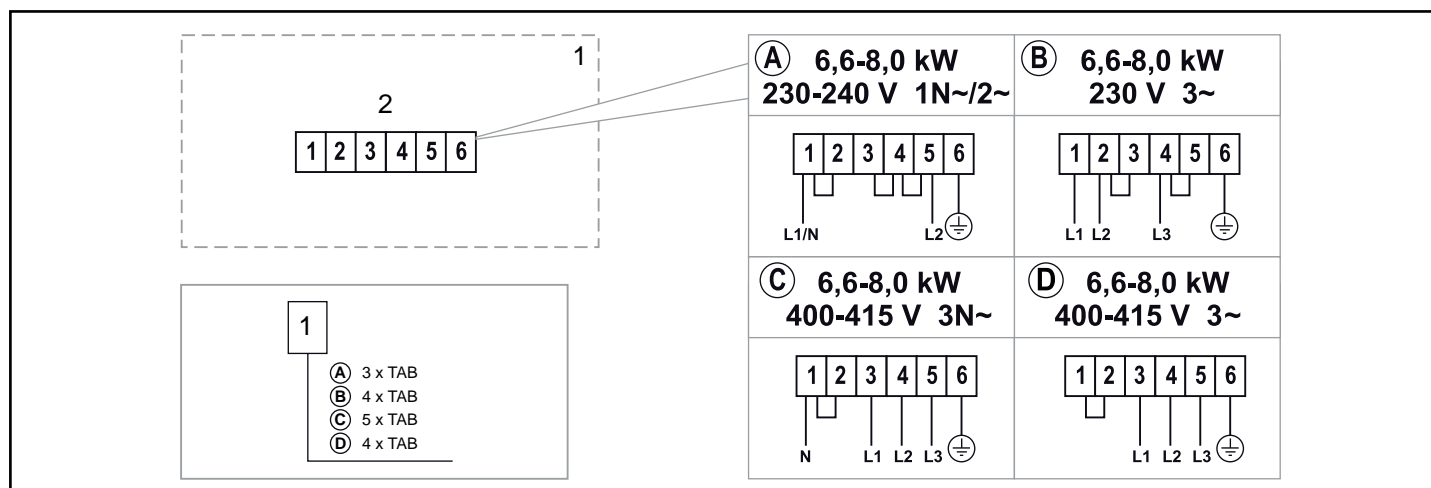 1
2
1 2 3 4 5 6
1
A 3 x TAB
B 4 x TAB
C 5 x TAB
D 4 x TAB
A 6,6-8,0 kW
230-240 V 1N~/2~
1 2 3 4 5 6
L1/N L2
B 6,6-8,0 kW
230 V 3~
1 2 3 4 5 6
L1 L2 L3
C 6,6-8,0 kW
400-415 V 3N~
1 2 3 4 5 6
N L1 L2 L3
D 6,6-8,0 kW
400-415 V 3~
1 2 3 4 5 6
L1 L2 L3